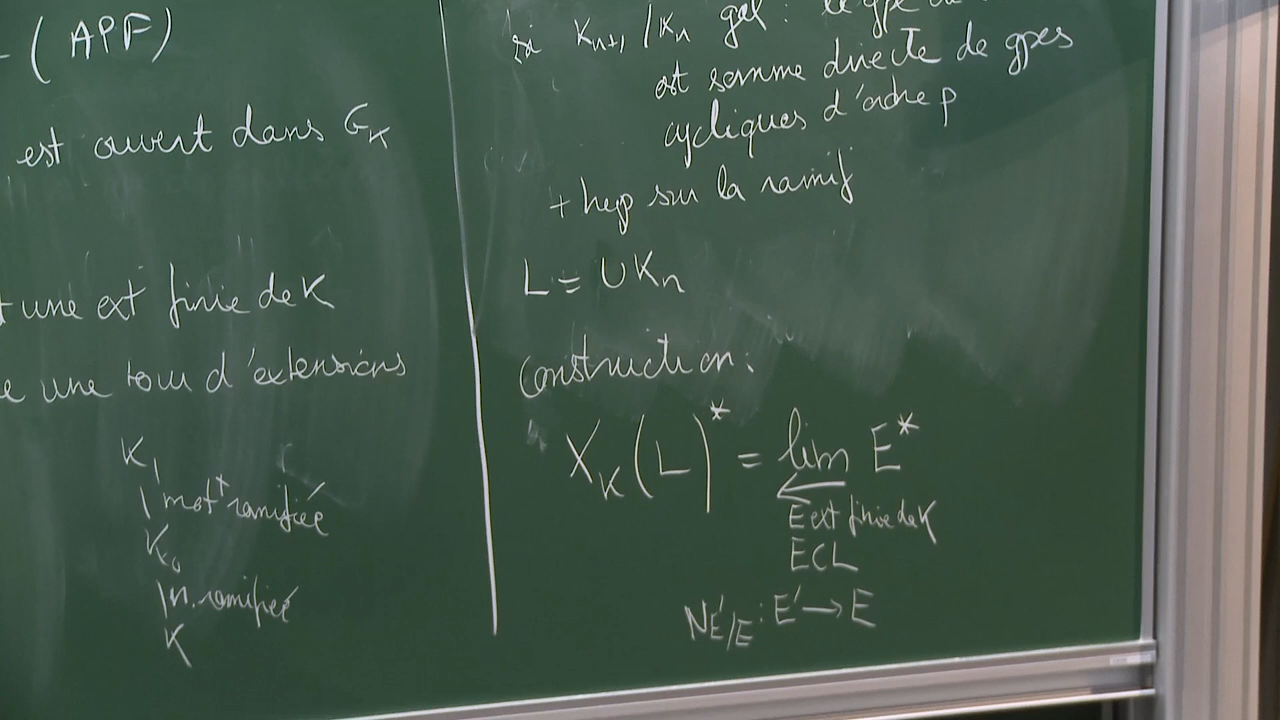 (APF)
est ouvert dans G_K
une ext finie de K
une tour d'extensions
K_1
| mo^t ramifiée
K_0
| n. ramifiée
K
si K_{n+1}/K_n gal : le gpe
est somme directe de gpes
cycliques d'ordre p
+ hyp sur la ramif
L = ∪ K_n
Construction :
X_K(L)^* = lim E^*
←
E ext finie de K
E ⊂ L
N_{E'/E} : E' → E